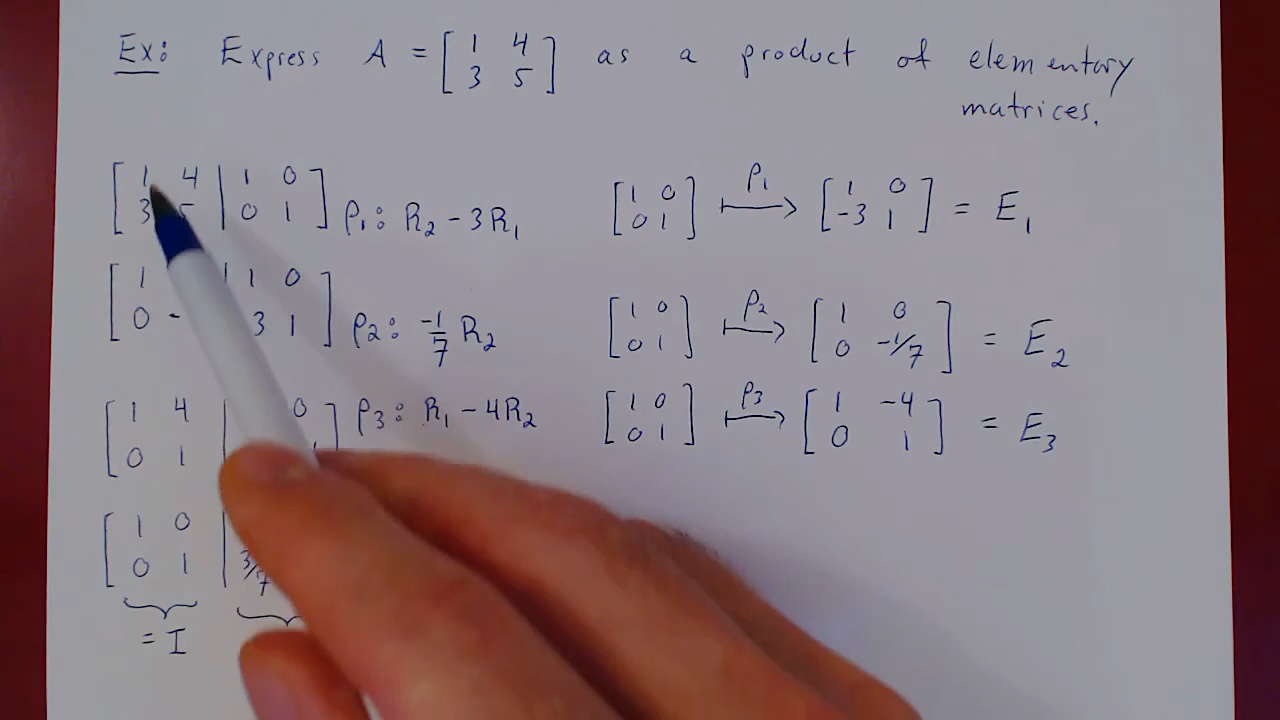 Ex: Express A = [ 1 4 ] as a product of elementary
[ 3 5 ] matrices.
[ 1 4 | 1 0 ]
[ 3 5 | 0 1 ] ρ1: R2 - 3R1
[ 1 0 ] ρ1 [ 1 0 ]
[ 0 1 ] ⟼ [ -3 1 ] = E1
[ 1 | 1 0 ]
[ 0 - 3 1 ] ρ2: -1/7 R2
[ 1 0 ] ρ2 [ 1 0 ]
[ 0 1 ] ⟼ [ 0 -1/7 ] = E2
[ 1 4 | 0 ] ρ3: R1 - 4R2
[ 0 1 | ]
[ 1 0 ] ρ3 [ 1 -4 ]
[ 0 1 ] ⟼ [ 0 1 ] = E3
[ 1 0 |
[ 0 1 | 3/7
= I